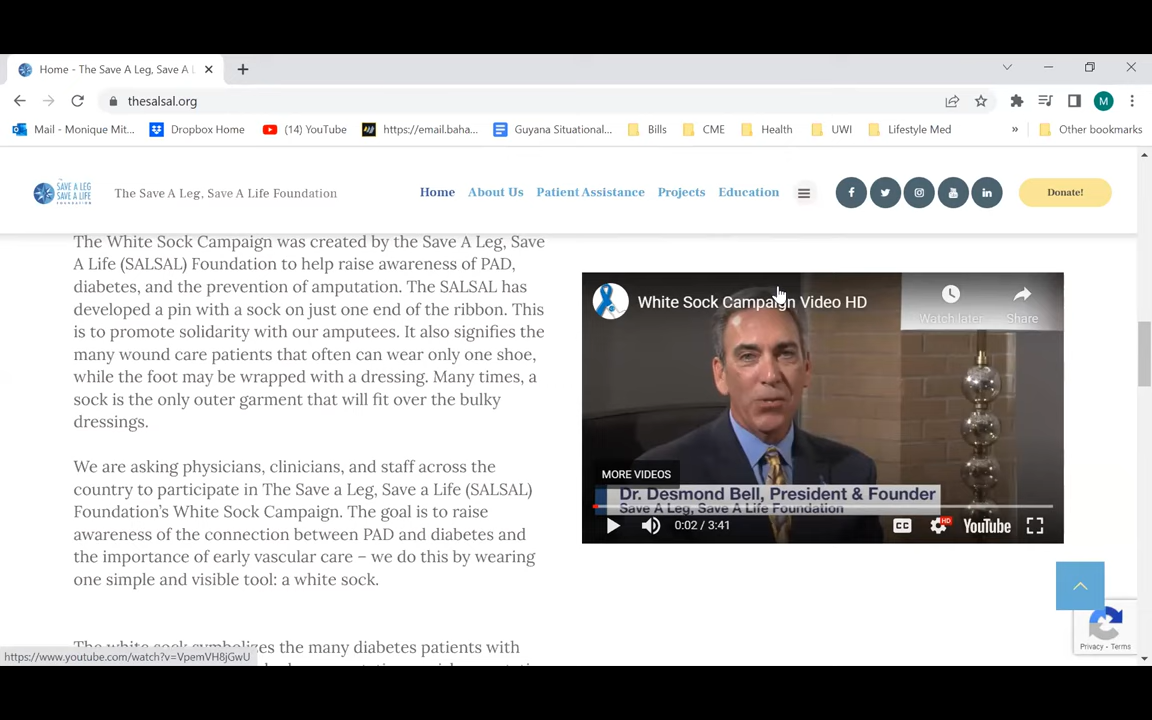 Home - The Save A Leg, Save A L
thesalsal.org
M
Mail - Monique Mit...
Dropbox Home
(14) YouTube
https://email.baha...
Guyana Situational...
Bills
CME
Health
UWI
Lifestyle Med
»
Other bookmarks
SAVE A LEG
SAVE A LIFE
FOUNDATION
The Save A Leg, Save A Life Foundation
Home
About Us
Patient Assistance
Projects
Education
Donate!
The White Sock Campaign was created by the Save A Leg, Save
A Life (SALSAL) Foundation to help raise awareness of PAD,
diabetes, and the prevention of amputation. The SALSAL has
developed a pin with a sock on just one end of the ribbon. This
is to promote solidarity with our amputees. It also signifies the
many wound care patients that often can wear only one shoe,
while the foot may be wrapped with a dressing. Many times, a
sock is the only outer garment that will fit over the bulky
dressings.
We are asking physicians, clinicians, and staff across the
country to participate in The Save a Leg, Save a Life (SALSAL)
Foundation's White Sock Campaign. The goal is to raise
awareness of the connection between PAD and diabetes and
the importance of early vascular care – we do this by wearing
one simple and visible tool: a white sock.
The white sock symbolizes the many diabetes patients with
White Sock Campaign Video HD
Watch later
Share
MORE VIDEOS
Dr. Desmond Bell, President & Founder
Save A Leg, Save A Life Foundation
0:02 / 3:41
CC
HD
YouTube
Privacy - Terms
https://www.youtube.com/watch?v=VpemVH8jGwU